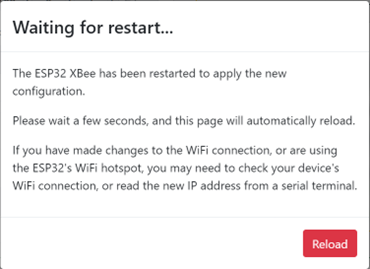 Waiting for restart...
The ESP32 XBee has been restarted to apply the new
configuration.
Please wait a few seconds, and this page will automatically reload.
If you have made changes to the WiFi connection, or are using
the ESP32's WiFi hotspot, you may need to check your device's
WiFi connection, or read the new IP address from a serial terminal.
Reload